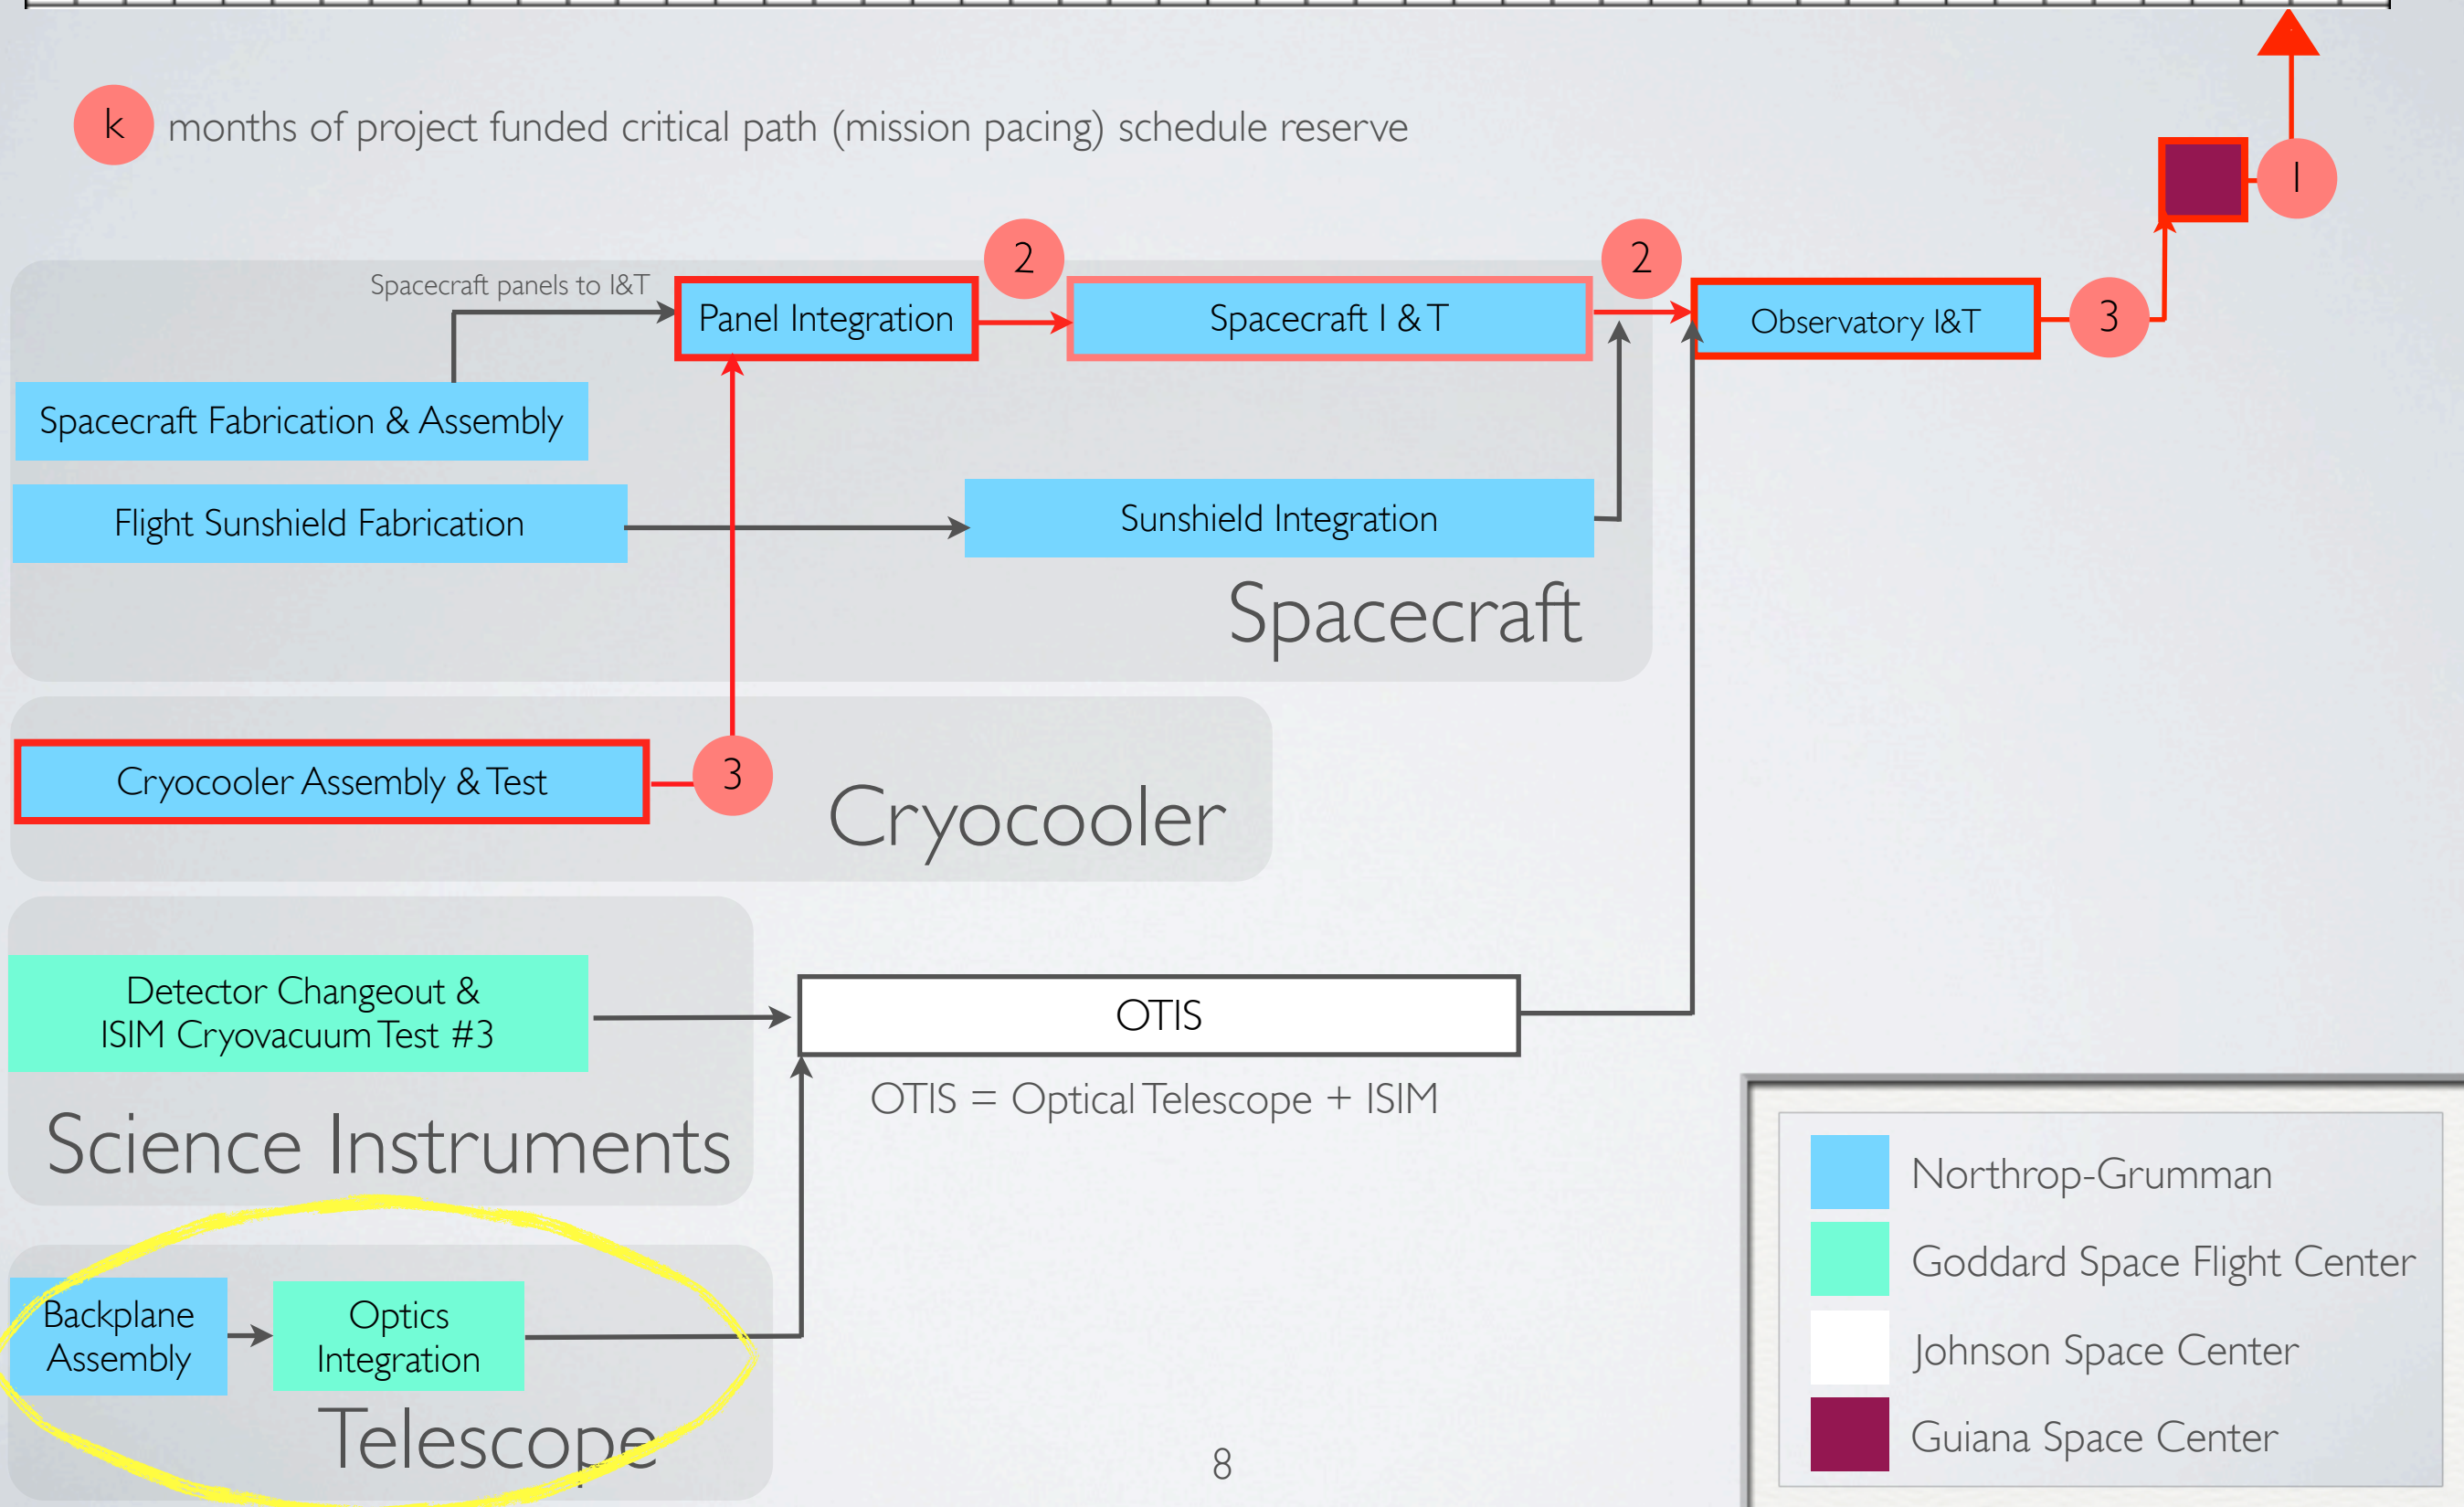 k months of project funded critical path (mission pacing) schedule reserve
1
2
2
Spacecraft panels to I&T
Panel Integration
Spacecraft I & T
Observatory I&T
3
Spacecraft Fabrication & Assembly
Flight Sunshield Fabrication
Sunshield Integration
Spacecraft
Cryocooler Assembly & Test
3
Cryocooler
Detector Changeout &
ISIM Cryovacuum Test #3
OTIS
OTIS = Optical Telescope + ISIM
Science Instruments
Backplane
Assembly
Optics
Integration
Telescope
Northrop-Grumman
Goddard Space Flight Center
Johnson Space Center
Guiana Space Center
8